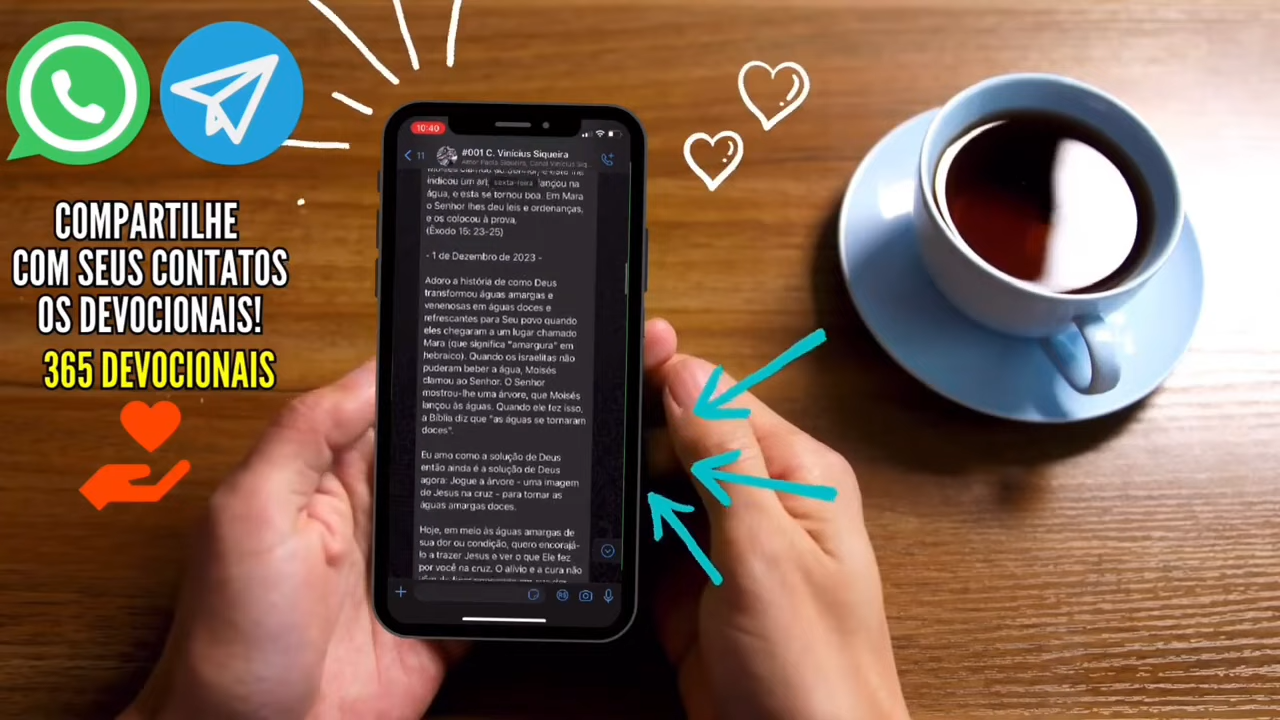 COMPARTILHE
COM SEUS CONTATOS
OS DEVOCIONAIS!
365 DEVOCIONAIS
10:40
11
#001 C. Vinícius Siqueira
indicou um
sexta-feira
lançou na
água, e esta se tornou boa. Em Mara
o Senhor lhes deu leis e ordenanças,
e os colocou à prova,
(Êxodo 15: 23-25)
- 1 de Dezembro de 2023 -
Adoro a história de como Deus
transformou águas amargas e
venenosas em águas doces e
refrescantes para Seu povo quando
eles chegaram a um lugar chamado
Mara (que significa "amargura" em
hebraico). Quando os israelitas não
puderam beber a água, Moisés
clamou ao Senhor. O Senhor
mostrou-lhe uma árvore, que Moisés
lançou às águas. Quando ele fez isso,
a Bíblia diz que "as águas se tornaram
doces".
Eu amo como a solução de Deus
então ainda é a solução de Deus
agora: Jogue a árvore - uma imagem
de Jesus na cruz - para tornar as
águas amargas doces.
Hoje, em meio às águas amargas de
sua dor ou condição, quero encorajá-
lo a trazer Jesus e ver o que Ele fez
por você na cruz. O alívio e a cura não